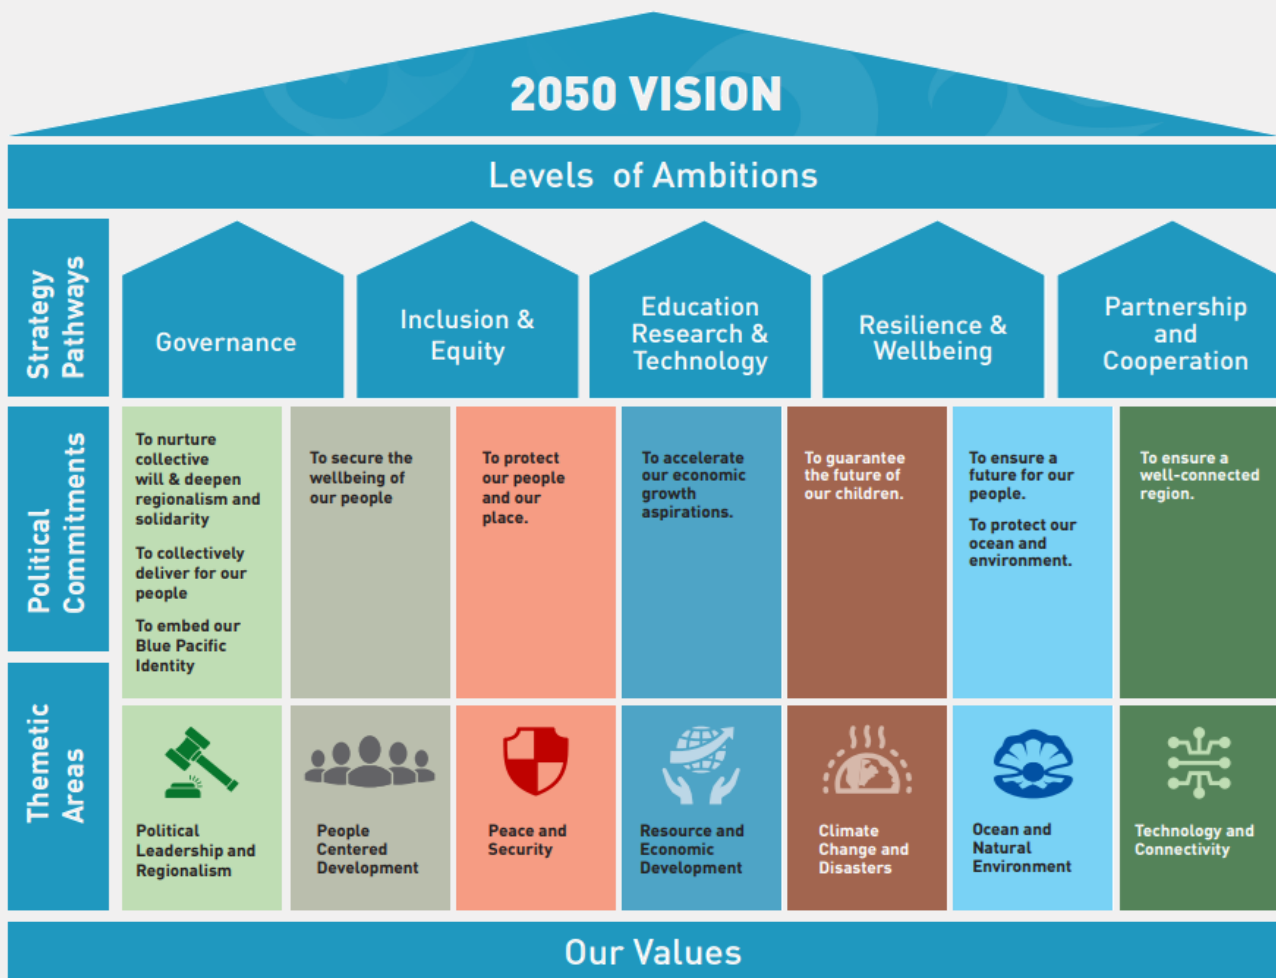 2050 VISION
Levels of Ambitions
Strategy
Pathways
Governance
Inclusion &
Equity
Education
Research &
Technology
Resilience &
Wellbeing
Partnership
and
Cooperation
Political
Commitments
To nurture
collective
will & deepen
regionalism and
solidarity
To collectively
deliver for our
people
To embed our
Blue Pacific
Identity
To secure the
wellbeing of
our people
To protect
our people
and our
place.
To accelerate
our economic
growth
aspirations.
To guarantee
the future of
our children.
To ensure a
future for our
people.
To protect our
ocean and
environment.
To ensure a
well-connected
region.
Themetic
Areas
Political
Leadership and
Regionalism
People
Centered
Development
Peace and
Security
Resource and
Economic
Development
Climate
Change and
Disasters
Ocean and
Natural
Environment
Technology and
Connectivity
Our Values